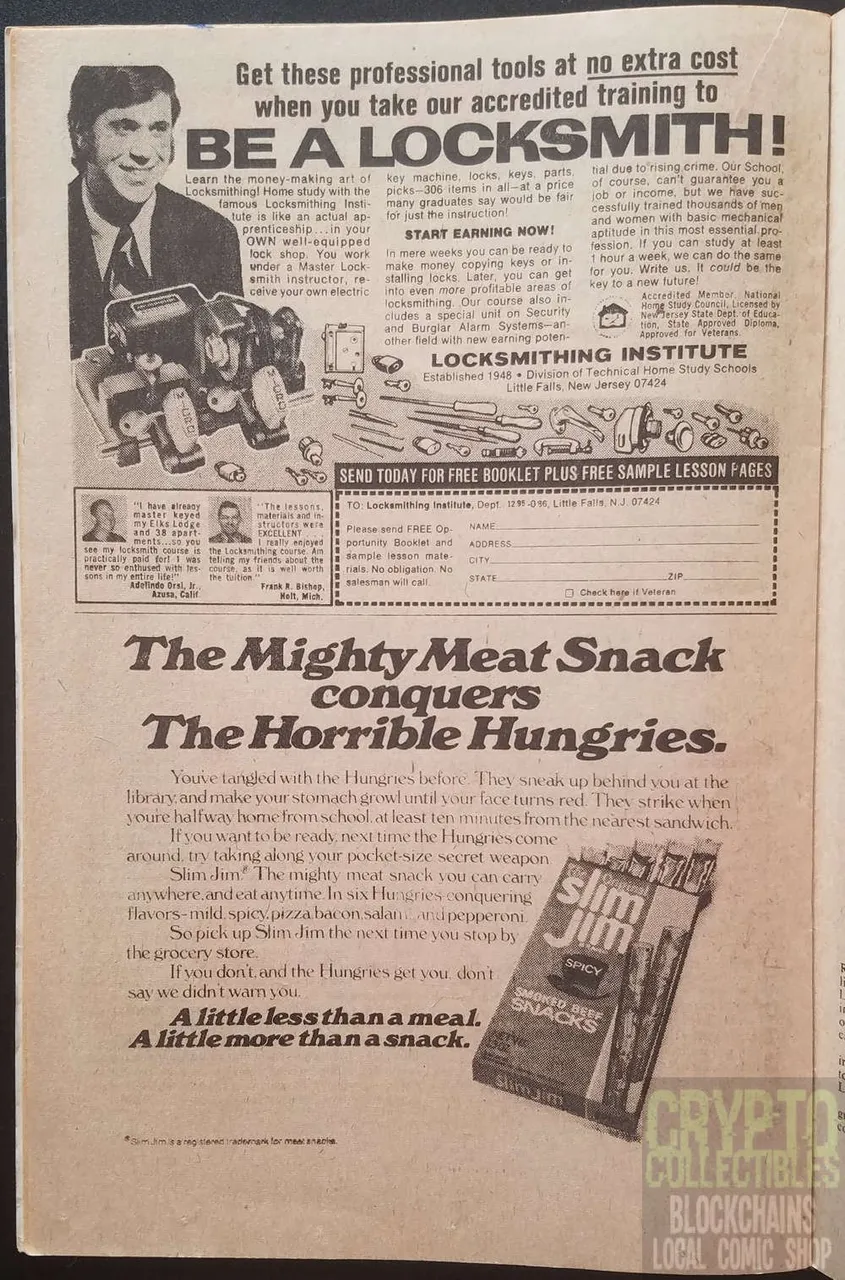 Get these professional tools at no extra cost
when you take our accredited training to
BE A LOCKSMITH!
Learn the money-making art of
Locksmithing! Home study with the
famous Locksmithing Insti-
tute is like an actual ap-
prenticeship...in your
OWN well-equipped
lock shop. You work
under a Master Lock-
smith instructor, re-
ceive your own electric
key machine, locks, keys, parts,
picks—306 items in all—at a price
many graduates say would be fair
for just the instruction!
START EARNING NOW!
In mere weeks you can be ready to
make money copying keys or in-
stalling locks. Later, you can get
into even more profitable areas of
locksmithing. Our course also in-
cludes a special unit on Security
and Burglar Alarm Systems—an-
other field with new earning poten-
tial due to rising crime. Our School,
of course, can't guarantee you a
job or income, but we have suc-
cessfully trained thousands of men
and women with basic mechanical
aptitude in this most essential pro-
fession. If you can study at least
1 hour a week, we can do the same
for you. Write us. It could be the
key to a new future!
Accredited Member, National
Home Study Council, Licensed by
New Jersey State Dept. of Educa-
tion, State Approved Diploma,
Approved for Veterans.
LOCKSMITHING INSTITUTE
Established 1948 • Division of Technical Home Study Schools
Little Falls, New Jersey 07424
SEND TODAY FOR FREE BOOKLET PLUS FREE SAMPLE LESSON PAGES
"I have already
master keyed
my Elks Lodge
and 38 apart-
ments...so you
see my locksmith course is
practically paid for! I was
never so enthused with les-
sons in my entire life!"
Adelindo Orsi, Jr.,
Azusa, Calif.
"The lessons,
materials and in-
structors were
EXCELLENT...
I really enjoyed
the Locksmithing course. Am
telling my friends about the
course, as it is well worth
the tuition."
Frank R. Bishop,
Holt, Mich.
TO: Locksmithing Institute, Dept. 1295-096, Little Falls, N.J. 07424
Please send FREE Op-
portunity Booklet and
sample lesson mate-
rials. No obligation. No
salesman will call.
NAME
ADDRESS
CITY
STATE ZIP
Check here if Veteran
The Mighty Meat Snack
conquers
The Horrible Hungries.
You've tangled with the Hungries before. They sneak up behind you at the
library, and make your stomach growl until your face turns red. They strike when
you're halfway home from school, at least ten minutes from the nearest sandwich.
If you want to be ready, next time the Hungries come
around, try taking along your pocket-size secret weapon
Slim Jim.® The mighty meat snack you can carry
anywhere, and eat anytime. In six Hungries-conquering
flavors–mild, spicy, pizza, bacon, salami, and pepperoni.
So pick up Slim Jim the next time you stop by
the grocery store.
If you don't, and the Hungries get you, don't
say we didn't warn you.
A little less than a meal.
A little more than a snack.
slim
jim
SPICY
SMOKED BEEF
SNACKS
slim jim
®Slim Jim is a registered trademark for meat snacks.
CRYPTO
COLLECTIBLES
BLOCKCHAINS
LOCAL COMIC SHOP